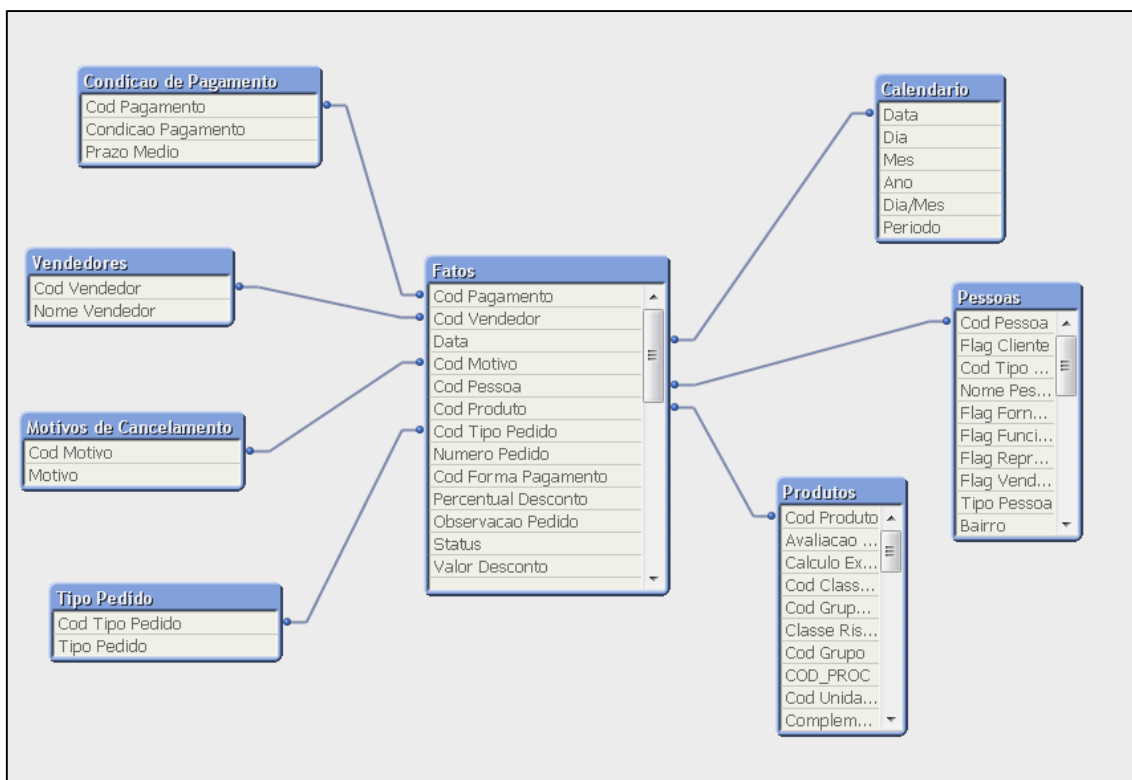 Condicao de Pagamento
Cod Pagamento
Condicao Pagamento
Prazo Medio
Vendedores
Cod Vendedor
Nome Vendedor
Motivos de Cancelamento
Cod Motivo
Motivo
Tipo Pedido
Cod Tipo Pedido
Tipo Pedido
Fatos
Cod Pagamento
Cod Vendedor
Data
Cod Motivo
Cod Pessoa
Cod Produto
Cod Tipo Pedido
Numero Pedido
Cod Forma Pagamento
Percentual Desconto
Observacao Pedido
Status
Valor Desconto
Calendario
Data
Dia
Mes
Ano
Dia/Mes
Periodo
Pessoas
Cod Pessoa
Flag Cliente
Cod Tipo ...
Nome Pes...
Flag Forn...
Flag Funci...
Flag Repr...
Flag Vend...
Tipo Pessoa
Bairro
Produtos
Cod Produto
Avaliacao ...
Calculo Ex...
Cod Class...
Cod Grup...
Classe Ris...
Cod Grupo
COD_PROC
Cod Unida...
Complem...